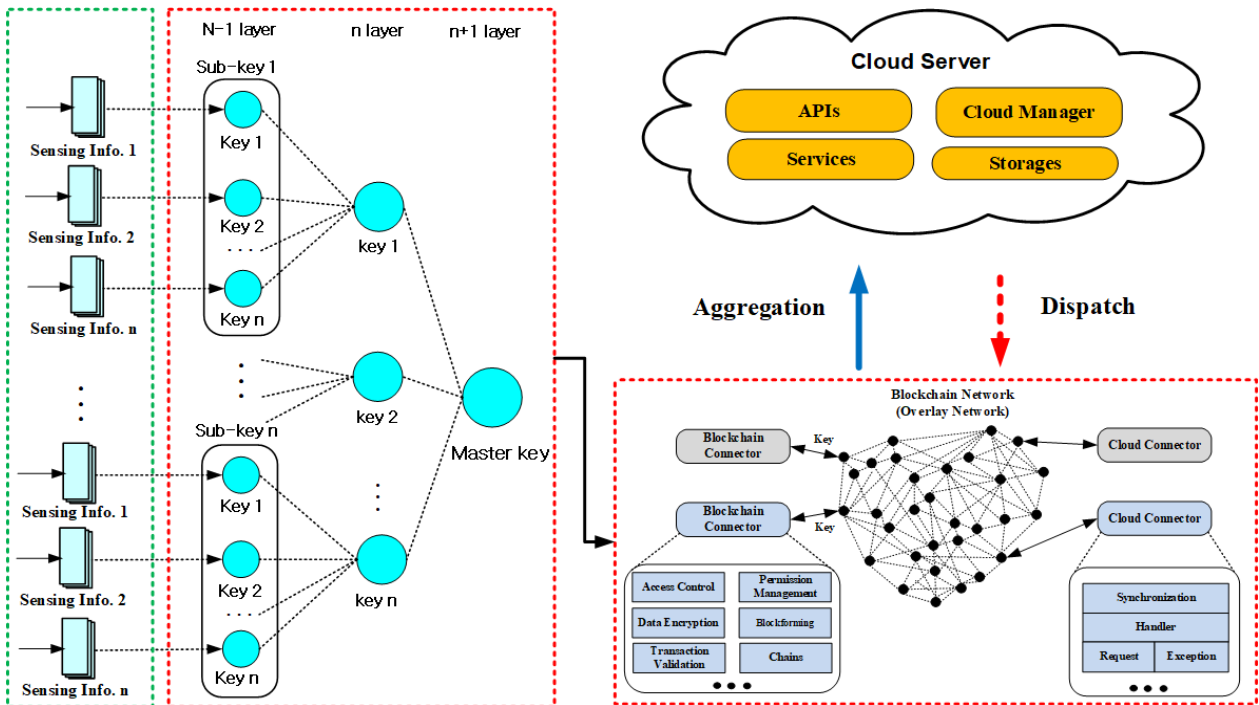 N-1 layer
n layer
n+1 layer
Sub-key 1
Sensing Info. 1
Key 1
Sensing Info. 2
Key 2
. . .
Sensing Info. n
Key n
key 1
key 2
Sub-key n
Master key
Sensing Info. 1
Key 1
Sensing Info. 2
Key 2
. . .
Sensing Info. n
Key n
key n
Cloud Server
APIs
Cloud Manager
Services
Storages
Aggregation
Dispatch
Blockchain Network
(Overlay Network)
Blockchain
Connector
Key
Cloud Connector
Blockchain
Connector
Key
Cloud Connector
Access Control
Permission
Management
Data Encryption
Blockforming
Transaction
Validation
Chains
Synchronization
Handler
Request
Exception